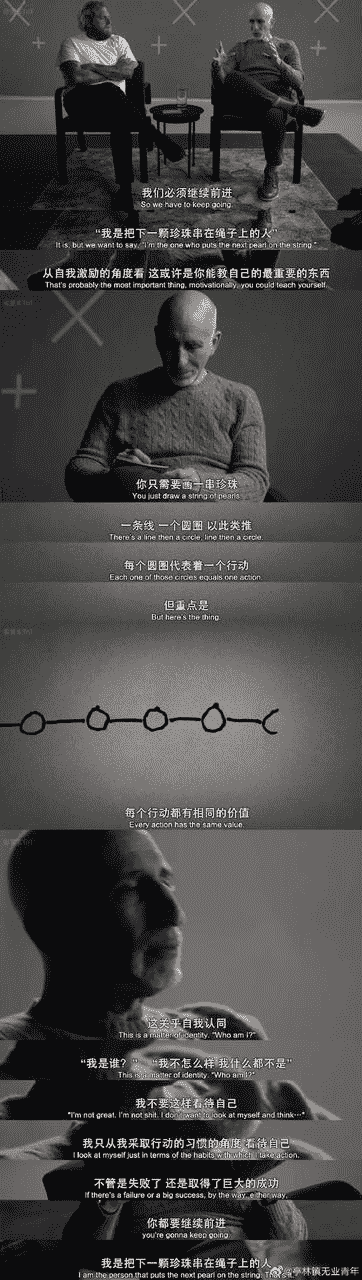 我们必须继续前进
So we have to keep going.
“我是把下一颗珍珠串在绳子上的人”
It is, but we want to say, "I'm the one who puts the next pearl on the string."
从自我激励的角度看 这或许是你能教自己的最重要的东西
That's probably the most important thing, motivationally, you could teach yourself.
你只需要画一串珍珠
You just draw a string of pearls.
一条线 一个圆圈 以此类推
There's a line then a circle, line then a circle.
每个圆圈代表着一个行动
Each one of those circles equals one action.
但重点是
But here's the thing.
每个行动都有相同的价值
Every action has the same value.
这关乎自我认同
This is a matter of identity. "Who am I?"
“我是谁？” “我不怎么样 我什么都不是”
This is a matter of identity. "Who am I?"
我不要这样看待自己
"I'm not great, I'm not shit. I don't want to look at myself and think…"
我只从我采取行动的习惯的角度 看待自己
I look at myself just in terms of the habits with which I take action.
不管是失败了 还是取得了巨大的成功
If there's a failure or a big success, by the way, either way,
你都要继续前进
you're gonna keep going.
我是把下一颗珍珠串在绳子上的人
I am the person that puts the next pearl on the string.
@亭林镇无业青年